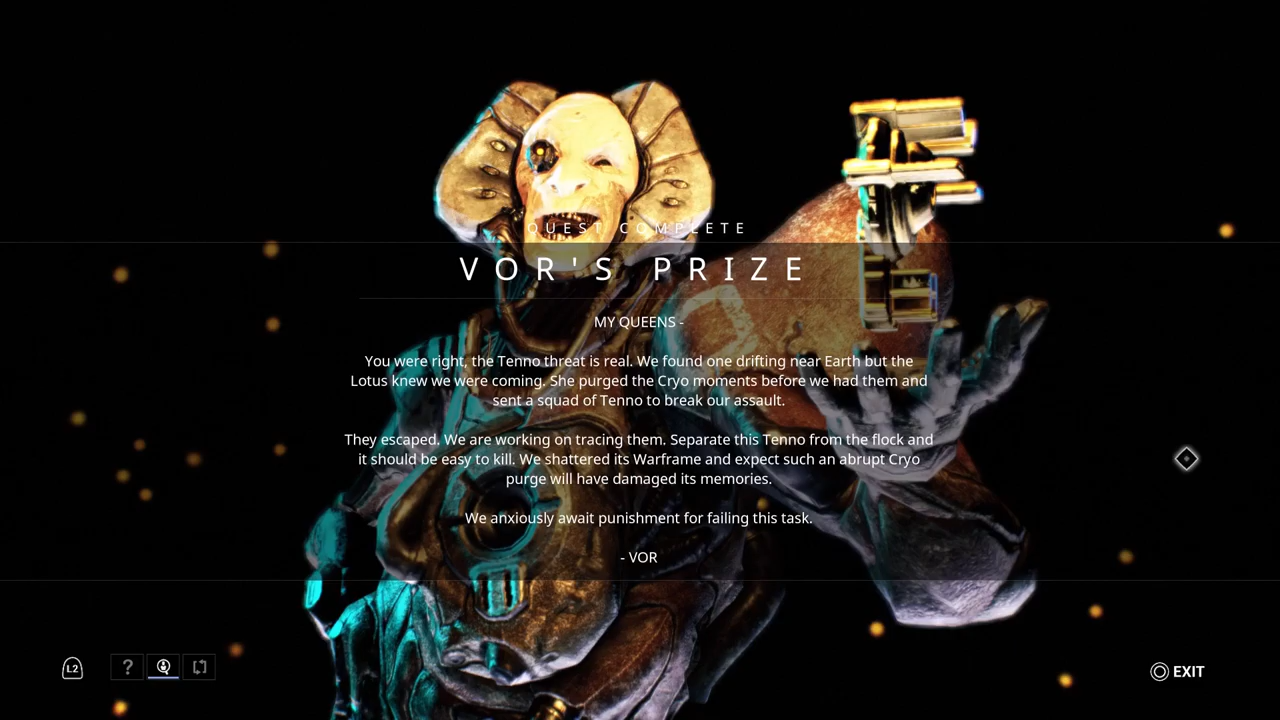 QUEST COMPLETE
VOR'S PRIZE
MY QUEENS -
You were right, the Tenno threat is real. We found one drifting near Earth but the
Lotus knew we were coming. She purged the Cryo moments before we had them and
sent a squad of Tenno to break our assault.
They escaped. We are working on tracing them. Separate this Tenno from the flock and
it should be easy to kill. We shattered its Warframe and expect such an abrupt Cryo
purge will have damaged its memories.
We anxiously await punishment for failing this task.
- VOR
L2 ?
EXIT